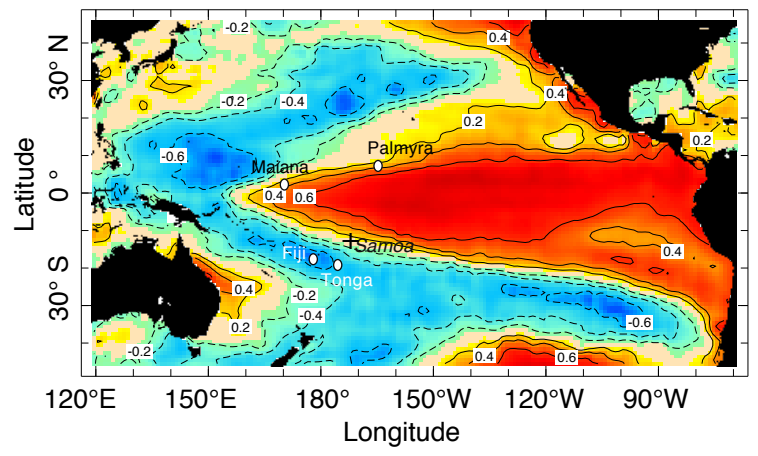 -0.2
0.4
30° N
-0.2
-0.4
0.4
0.2
0.2
-0.6
Palmyra
Maiana
Latitude
0 °
0.4
0.6
Samoa
Fiji
0.4
Tonga
0.4
-0.2
30° S
-0.4
0.2
-0.6
-0.2
0.4
0.6
120°E
150°E
180°
150°W
120°W
90°W
Longitude